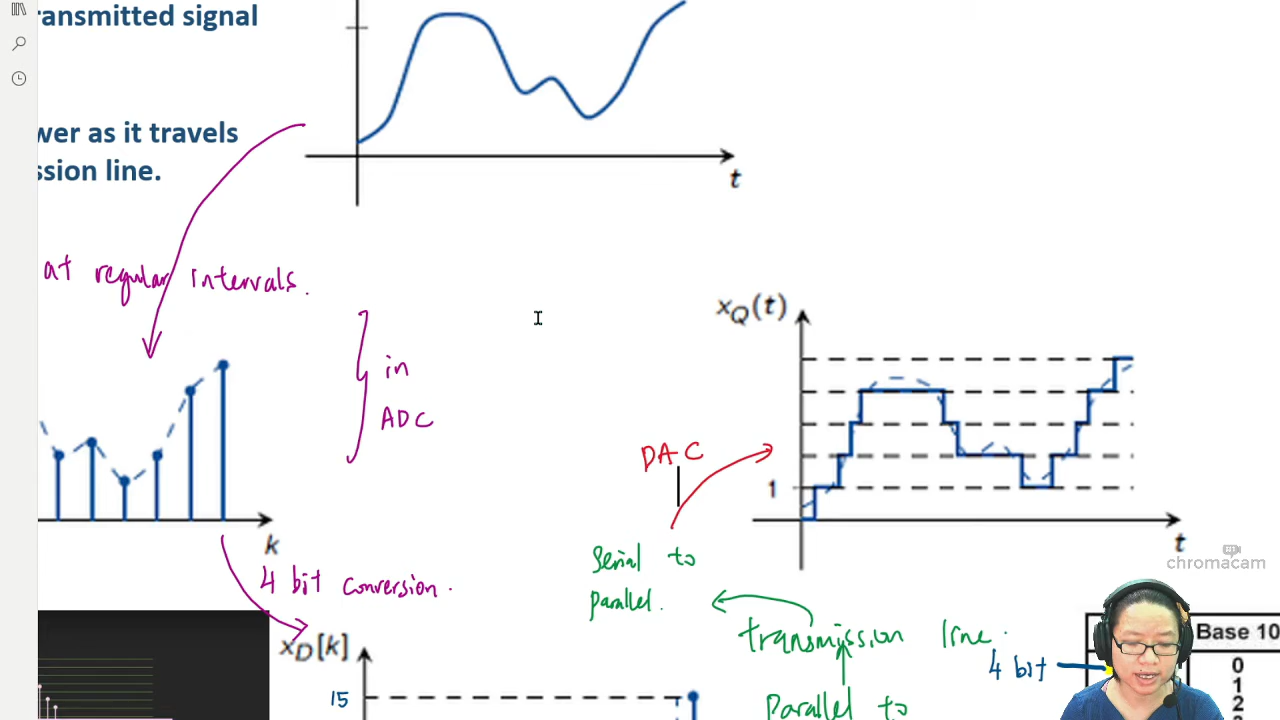 ransmitted signal
wer as it travels
ssion line.
t
at regular intervals.
in
ADC
k
4 bit conversion.
xD[k]
15
xQ(t)
1
t
DAC
Serial to
parallel.
transmission line.
Parallel to
4 bit
chromacam
Base 10
0
1
2